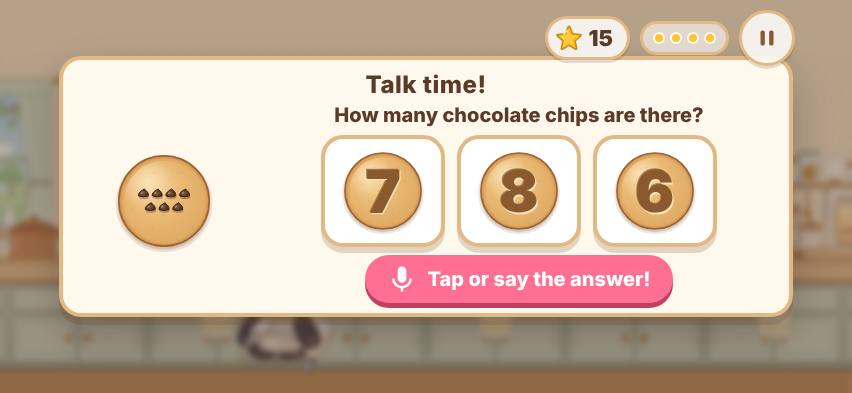 15
Talk time!
How many chocolate chips are there?
7 8 6
Tap or say the answer!